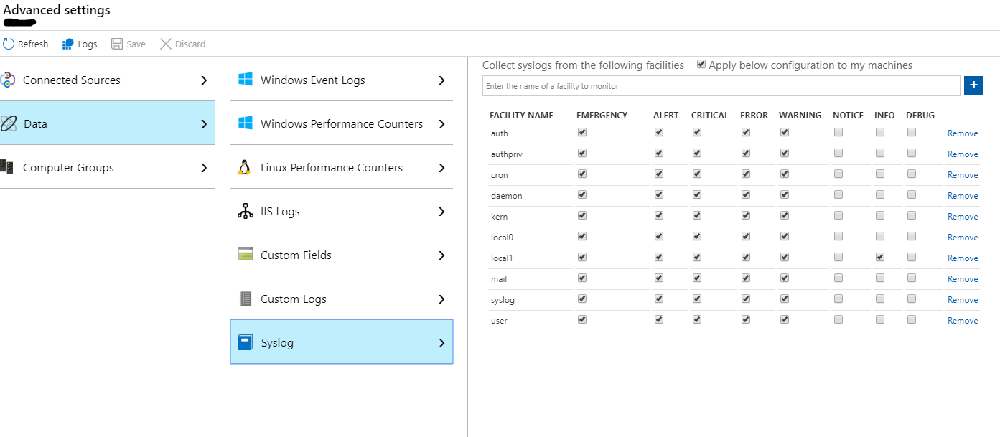 Advanced settings
Refresh Logs Save Discard
Connected Sources
Data
Computer Groups
Windows Event Logs
Windows Performance Counters
Linux Performance Counters
IIS Logs
Custom Fields
Custom Logs
Syslog
Collect syslogs from the following facilities Apply below configuration to my machines
Enter the name of a facility to monitor
FACILITY NAME EMERGENCY ALERT CRITICAL ERROR WARNING NOTICE INFO DEBUG
auth Remove
authpriv Remove
cron Remove
daemon Remove
kern Remove
local0 Remove
local1 Remove
mail Remove
syslog Remove
user Remove